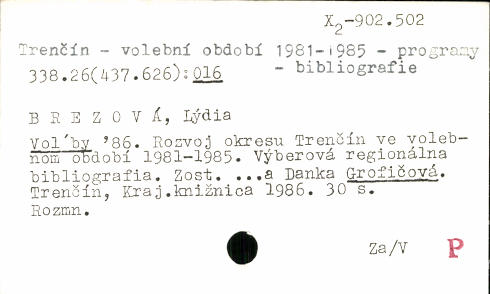 X2-902.502
Trenčín - volební období 1981-1985 - programy
338.26(437.626):016 - bibliografie
B R E Z O V Á, Lýdia
Vol´by ’86. Rozvoj okresu Trenčín ve voleb-
nom období 1981-1985. Výberová regionálna
bibliografia. Zost. ...a Danka Grofičová.
Trenčín, Kraj.knižnica 1986. 30 s.
Rozmn.
Za/V P